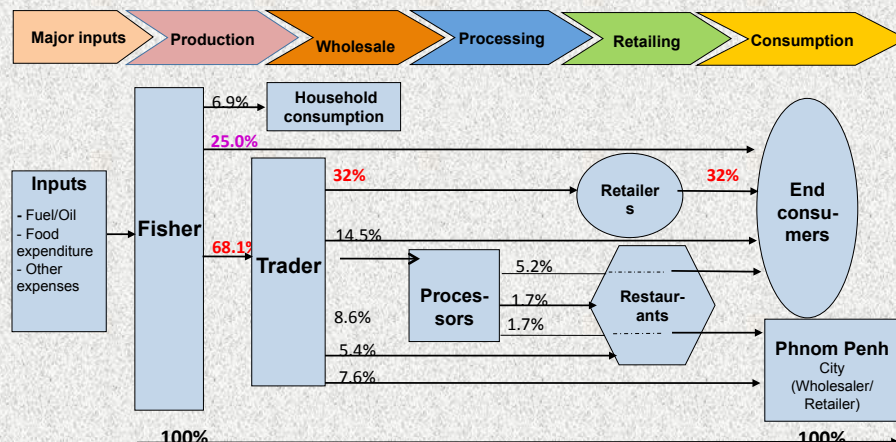 Major inputs
Production
Wholesale
Processing
Retailing
Consumption
6.9%
Household
consumption
25.0%
Inputs
- Fuel/Oil
- Food
expenditure
- Other
expenses
Fisher
68.1%
Trader
32%
Retailer
s
32%
End
consu-
mers
14.5%
Proces-
sors
5.2%
1.7%
1.7%
Restaur-
ants
8.6%
5.4%
7.6%
Phnom Penh
City
(Wholesaler/
Retailer)
100%
100%